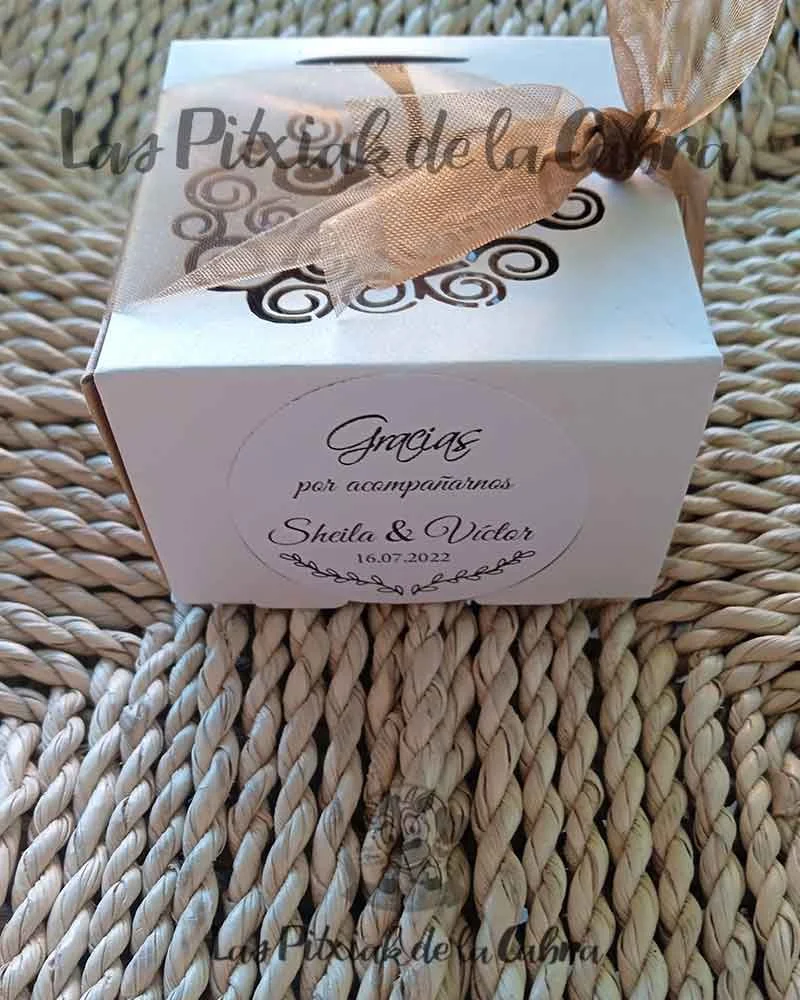 Las Pitxiak de la Cabra
Gracias
por acompañarnos
Sheila & Víctor
16.07.2022
Las Pitxiak de la Cabra